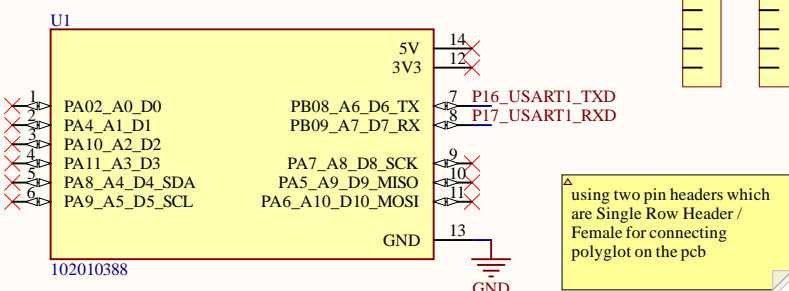 U1
5V 14
3V3 12
1 PA02_A0_D0 PB08_A6_D6_TX 7 P16_USART1_TXD
2 PA4_A1_D1 PB09_A7_D7_RX 8 P17_USART1_RXD
3 PA10_A2_D2
4 PA11_A3_D3 PA7_A8_D8_SCK 9
5 PA8_A4_D4_SDA PA5_A9_D9_MISO 10
6 PA9_A5_D5_SCL PA6_A10_D10_MOSI 11
GND 13
102010388
GND
using two pin headers which
are Single Row Header /
Female for connecting
polyglot on the pcb